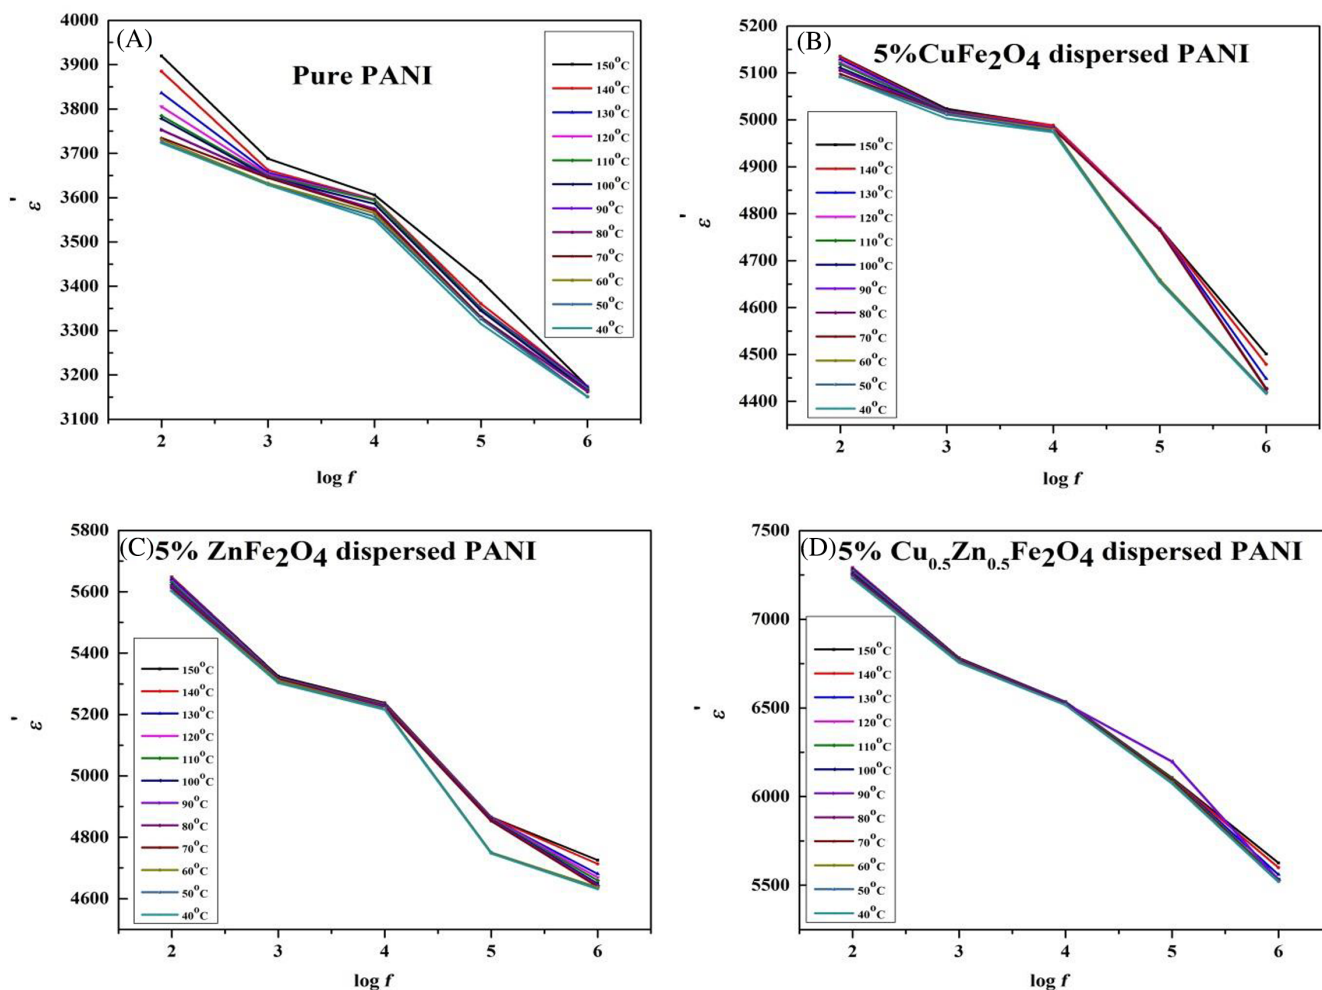 (A)
Pure PANI
4000
3900
3800
3700
3600
3500
3400
3300
3200
3100
ε'
2 3 4 5 6
log f
150°C
140°C
130°C
120°C
110°C
100°C
90°C
80°C
70°C
60°C
50°C
40°C
(B)
5%CuFe2O4 dispersed PANI
5200
5100
5000
4900
4800
4700
4600
4500
4400
ε'
2 3 4 5 6
log f
150°C
140°C
130°C
120°C
110°C
100°C
90°C
80°C
70°C
60°C
50°C
40°C
(C)
5% ZnFe2O4 dispersed PANI
5800
5600
5400
5200
5000
4800
4600
ε'
2 3 4 5 6
log f
150°C
140°C
130°C
120°C
110°C
100°C
90°C
80°C
70°C
60°C
50°C
40°C
(D)
5% Cu0.5Zn0.5Fe2O4 dispersed PANI
7500
7000
6500
6000
5500
ε'
2 3 4 5 6
log f
150°C
140°C
130°C
120°C
110°C
100°C
90°C
80°C
70°C
60°C
50°C
40°C